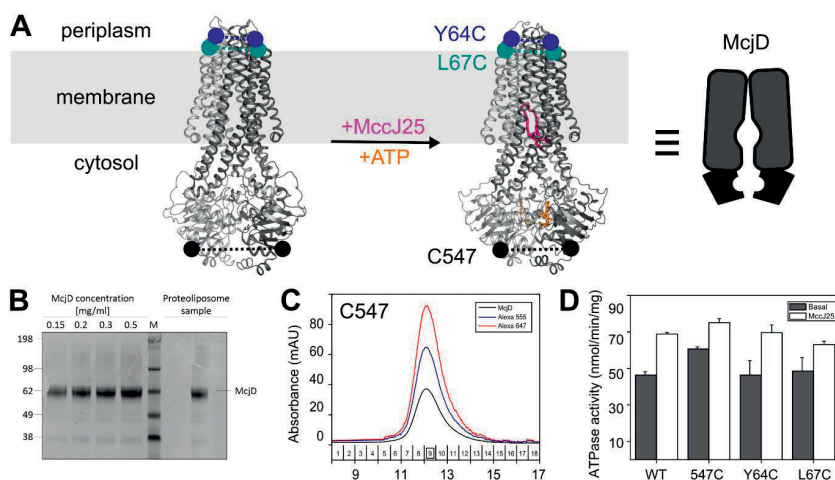 A
periplasm
membrane
cytosol
Y64C
L67C
+MccJ25
+ATP
C547
McjD
B
McjD concentration
[mg/ml]
Proteoliposome
sample
0.15 0.2 0.3 0.5 M
198
98
62
49
38
McjD
C
C547
McjD
Alexa 555
Alexa 647
Absorbance (mAU)
80
60
40
20
0
1 2 3 4 5 6 7 8 9 10 11 12 13 14 15 16 17 18
9 11 13 15 17
D
Basal
MccJ25
ATPase activity (nmol/min/mg)
90
70
50
30
10
WT 547C Y64C L67C